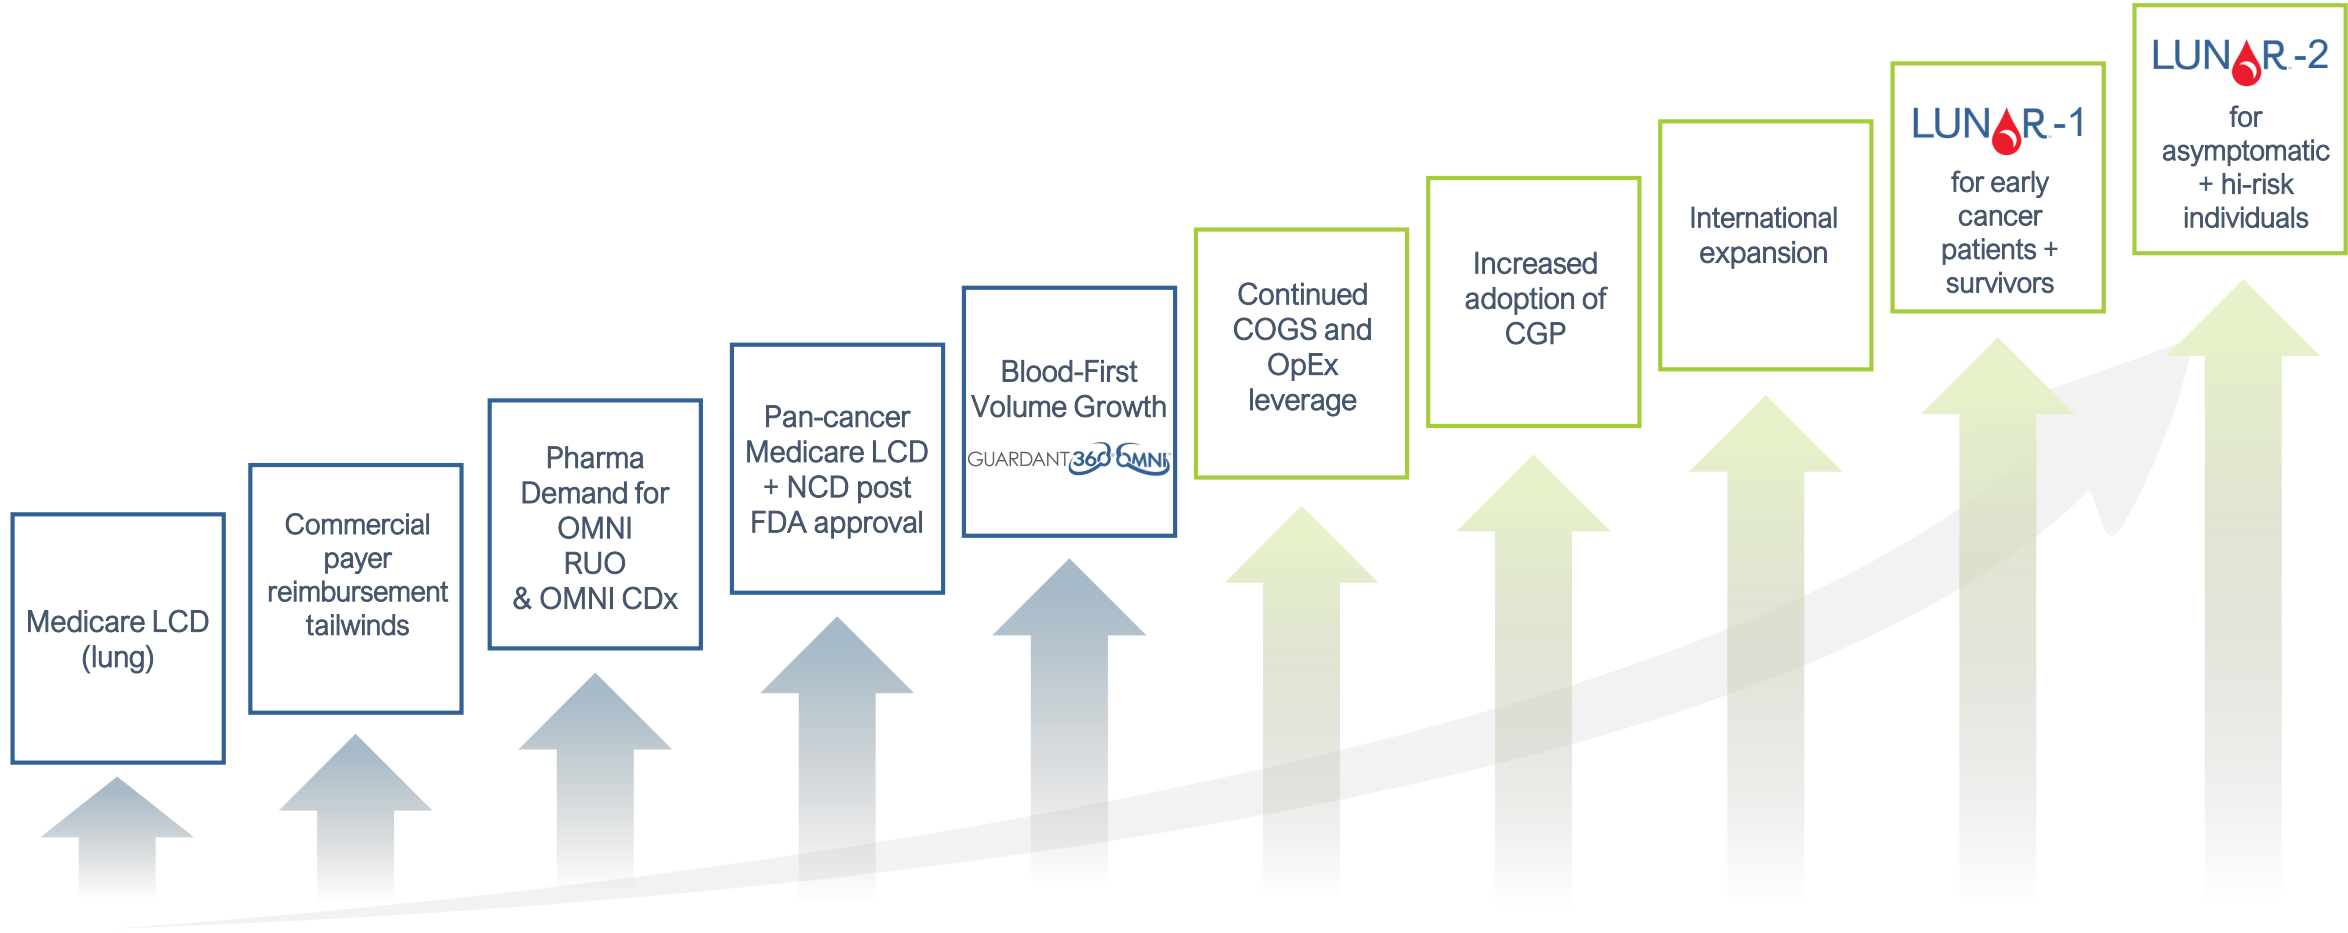 Medicare LCD
(lung)
Commercial
payer
reimbursement
tailwinds
Pharma
Demand for
OMNI
RUO
& OMNI CDx
Pan-cancer
Medicare LCD
+ NCD post
FDA approval
Blood-First
Volume Growth
GUARDANT360 OMNI
Continued
COGS and
OpEx
leverage
Increased
adoption of
CGP
International
expansion
LUNAR-1
for early
cancer
patients +
survivors
LUNAR-2
for
asymptomatic
+ hi-risk
individuals